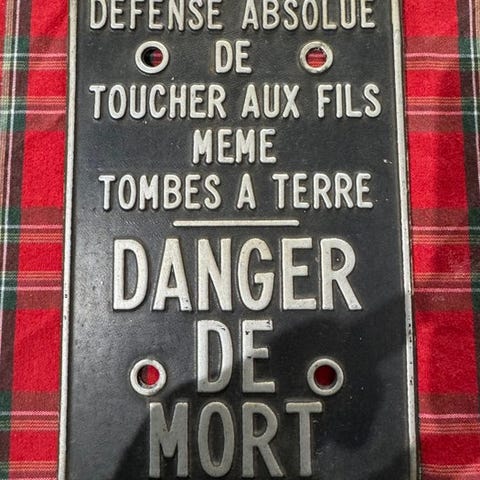 DEFENSE ABSOLUE
DE
TOUCHER AUX FILS
MEME
TOMBES A TERRE
DANGER
DE
MORT